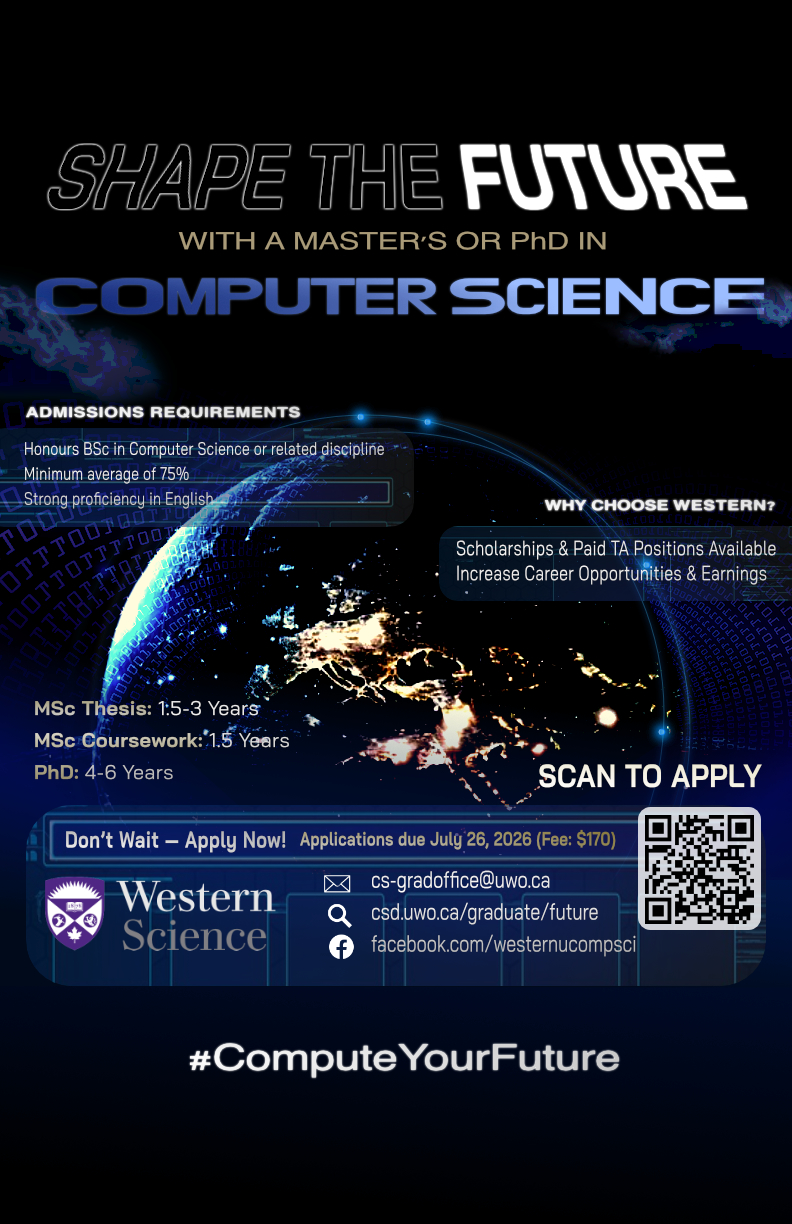 SHAPE THE FUTURE
WITH A MASTER'S OR PhD IN
COMPUTER SCIENCE
ADMISSIONS REQUIREMENTS
Honours BSc in Computer Science or related discipline
Minimum average of 75%
Strong proficiency in English
WHY CHOOSE WESTERN?
Scholarships & Paid TA Positions Available
Increase Career Opportunities & Earnings
MSc Thesis: 1.5-3 Years
MSc Coursework: 1.5 Years
PhD: 4-6 Years
SCAN TO APPLY
Don't Wait – Apply Now! Applications due July 26, 2026 (Fee: $170)
Western
Science
cs-gradoffice@uwo.ca
csd.uwo.ca/graduate/future
facebook.com/westernucompsci
#ComputeYourFuture